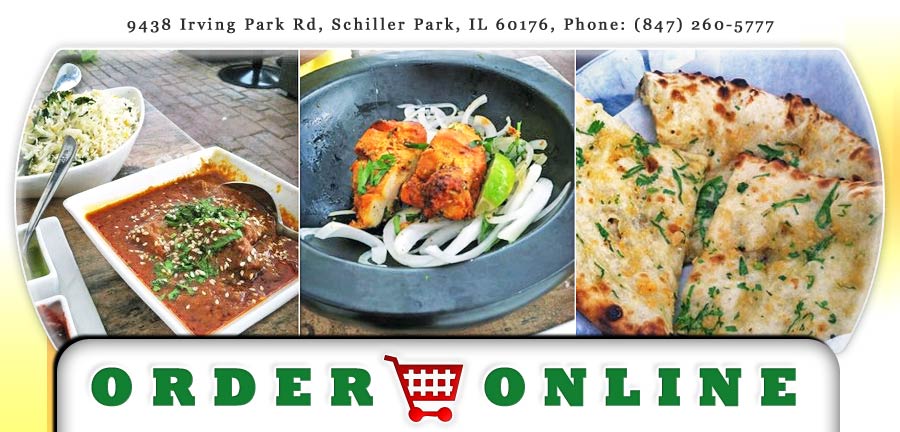 9438 Irving Park Rd, Schiller Park, IL 60176, Phone: (847) 260-5777
ORDER ONLINE